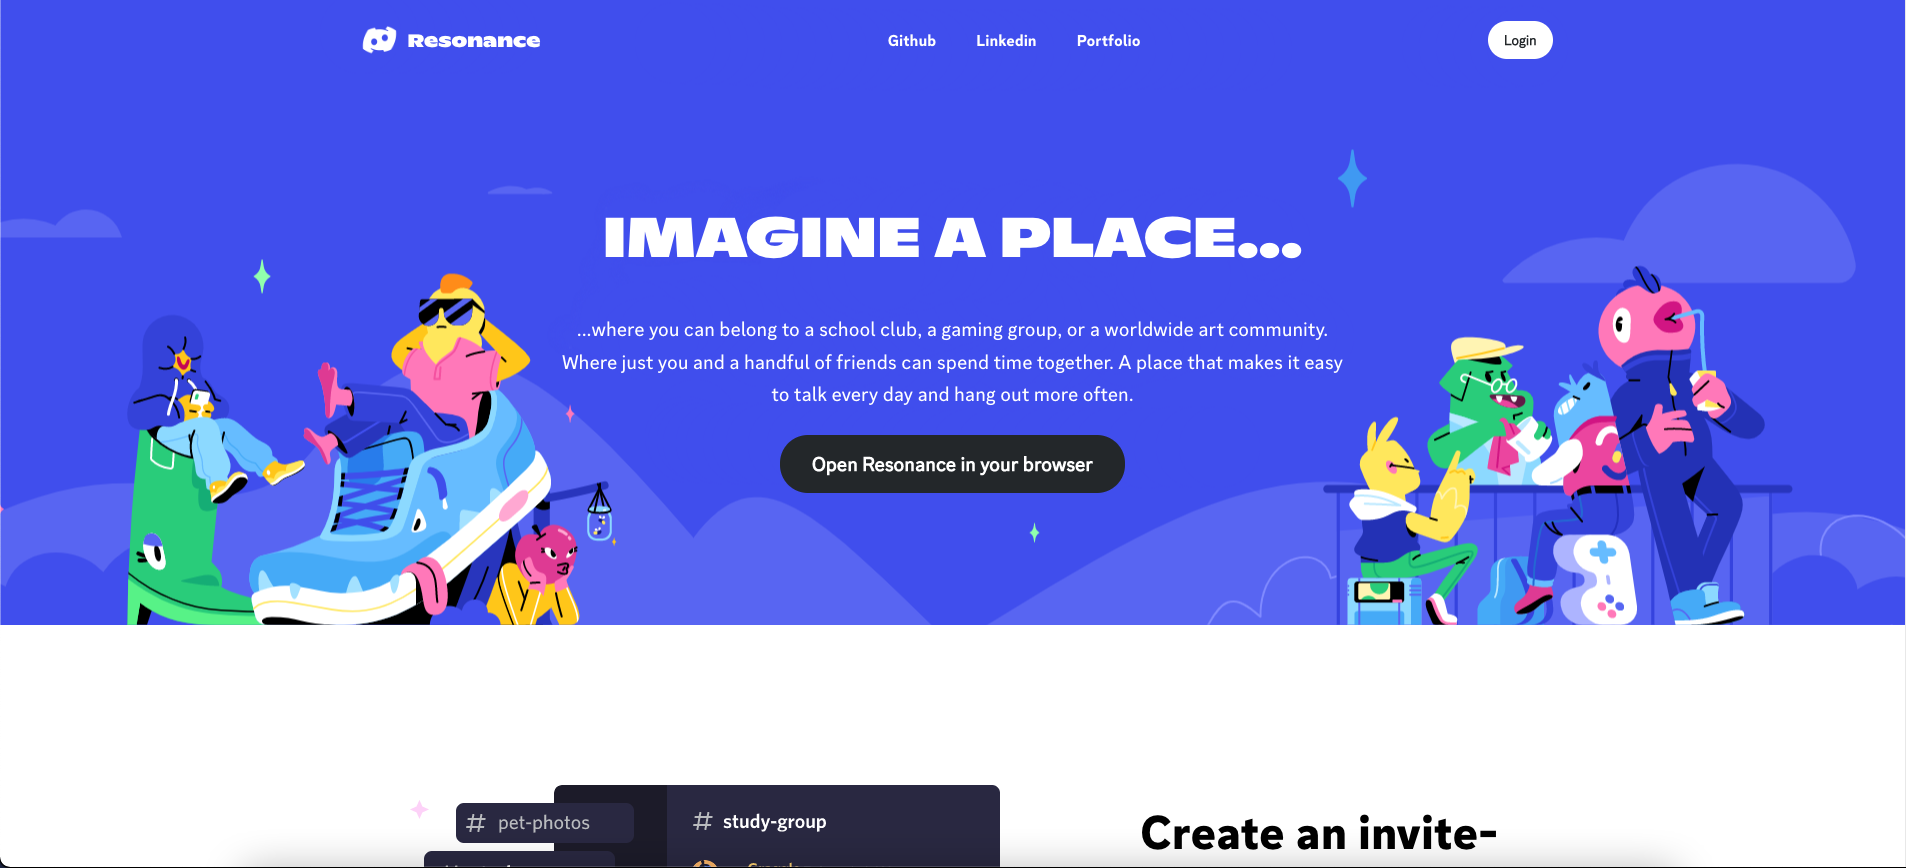 Resonance
Github
Linkedin
Portfolio
Login
IMAGINE A PLACE...
...where you can belong to a school club, a gaming group, or a worldwide art community.
Where just you and a handful of friends can spend time together. A place that makes it easy
to talk every day and hang out more often.
Open Resonance in your browser
# pet-photos
# study-group
Create an invite-